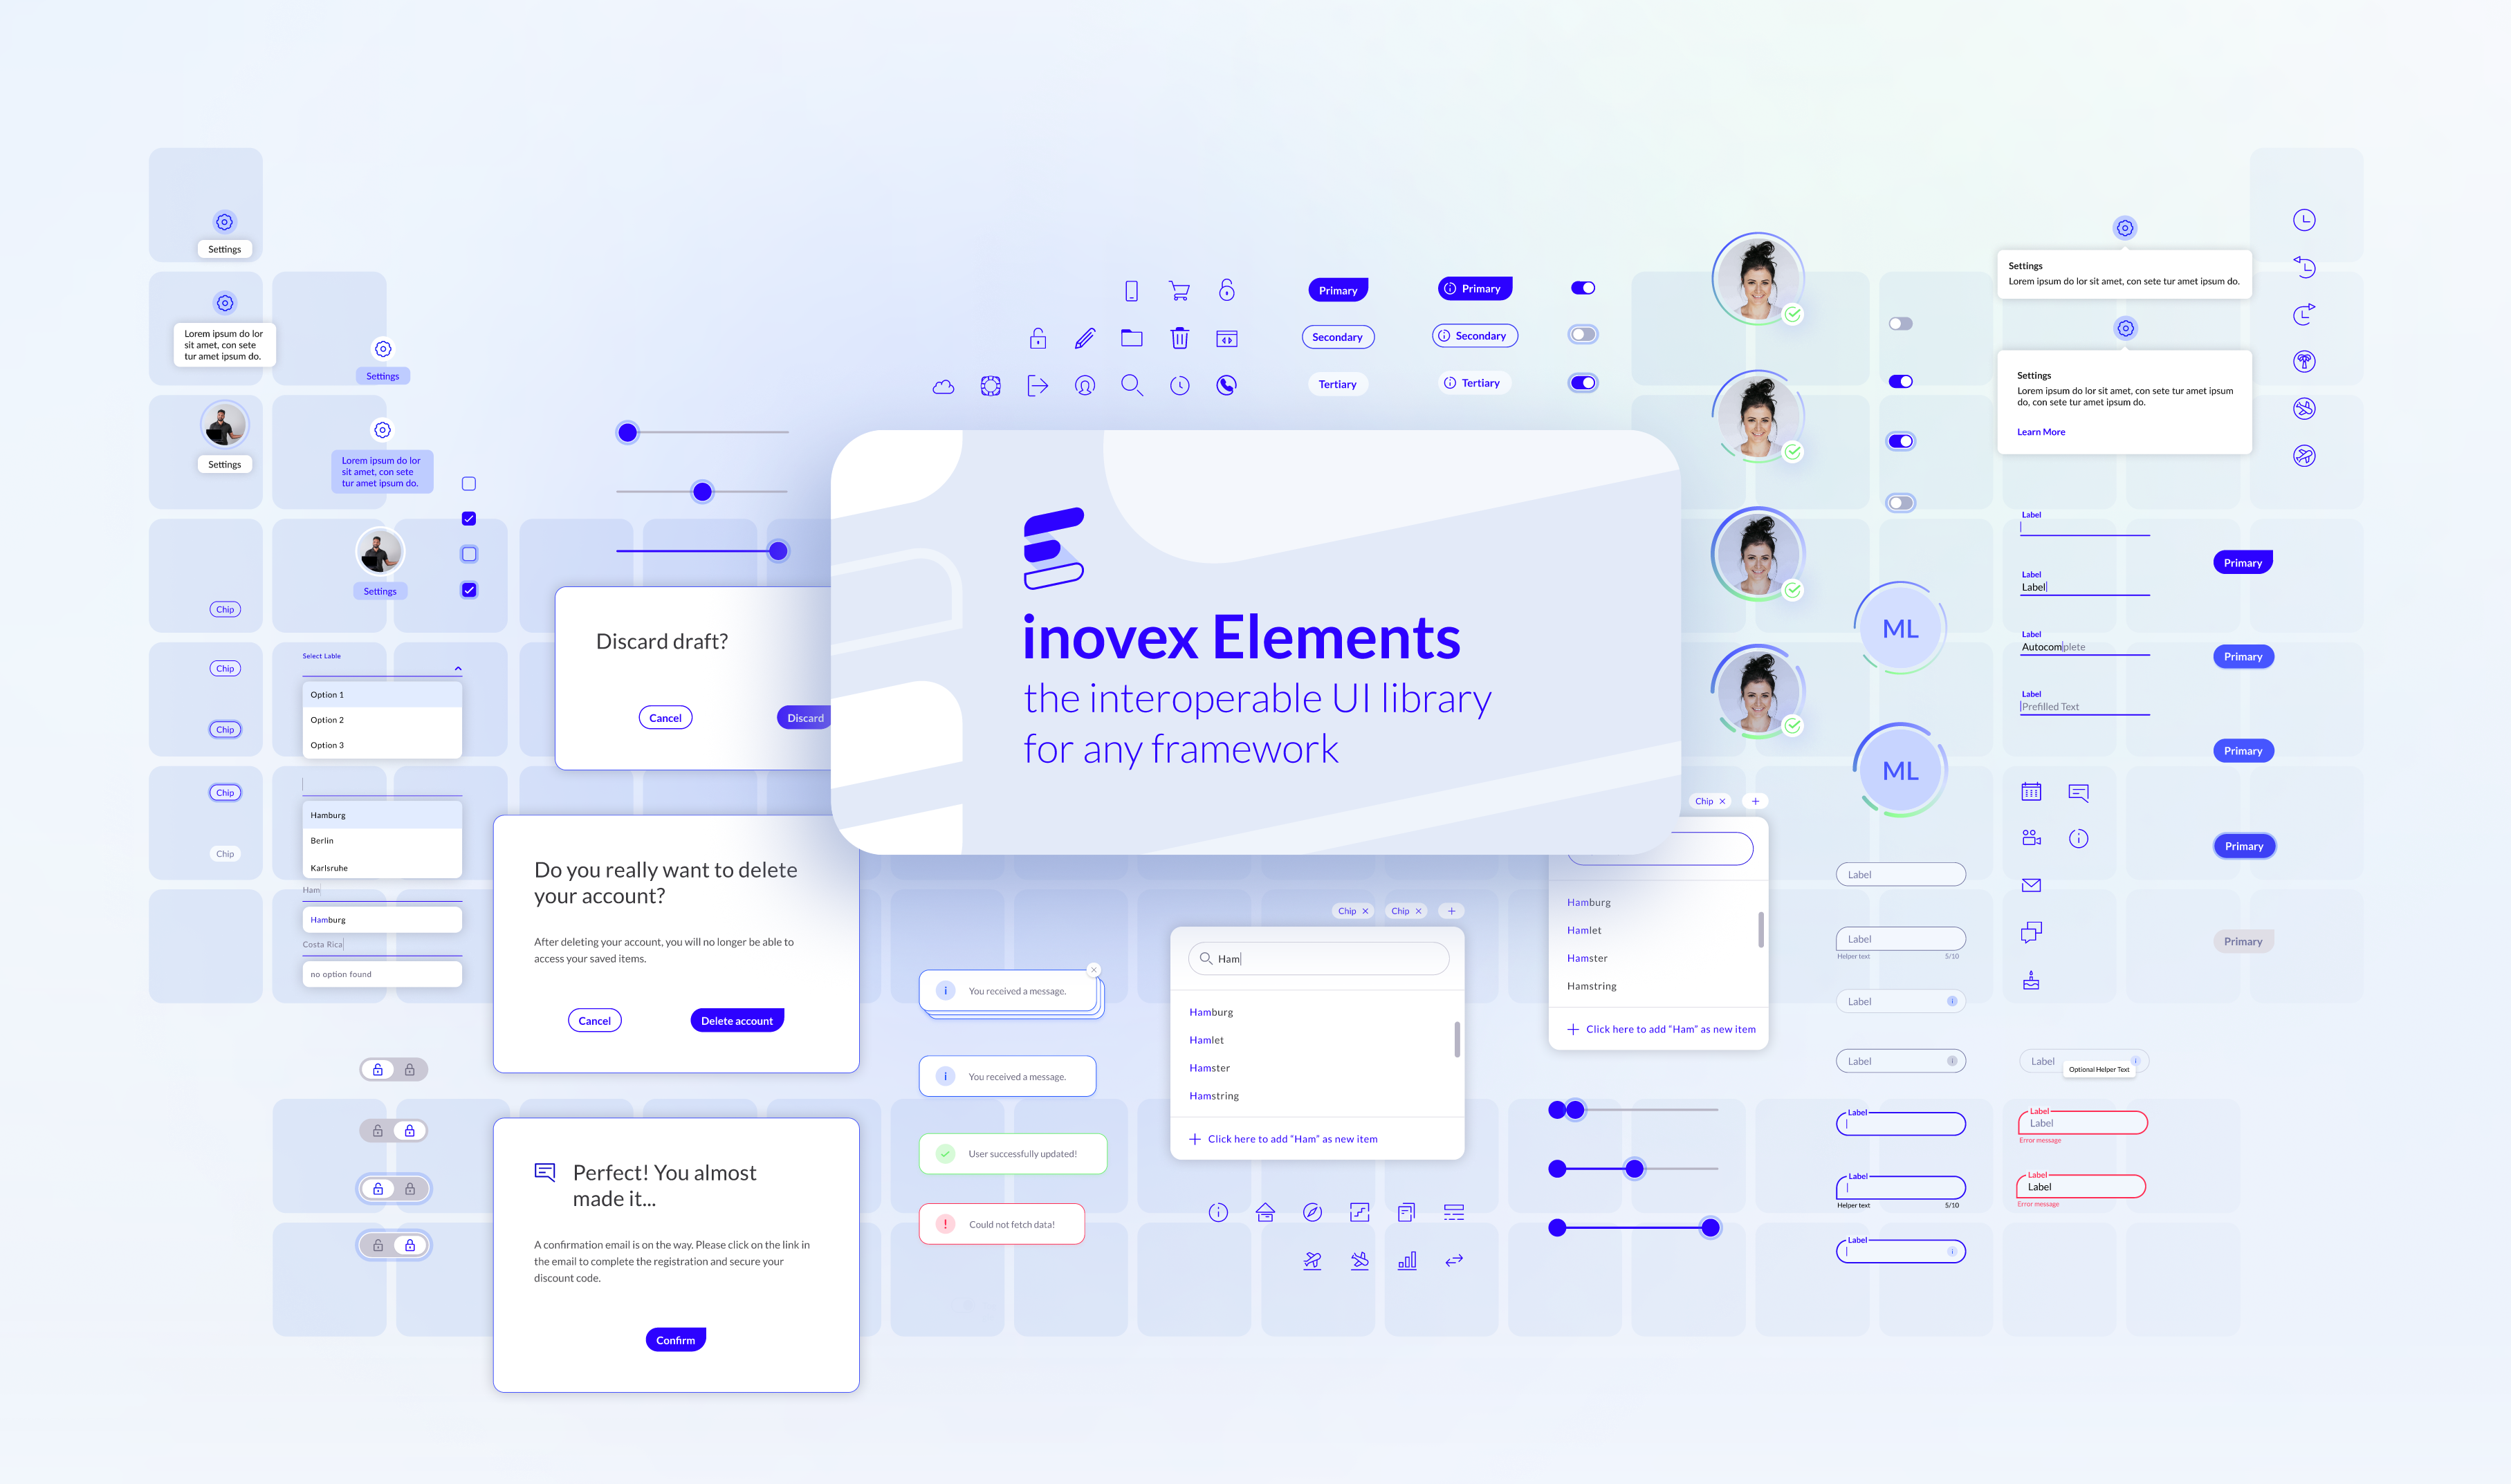 Settings
Lorem ipsum do lor
sit amet, con sete
tur amet ipsum do.
Settings
Settings
Lorem ipsum do lor
sit amet, con sete
tur amet ipsum do.
Settings
Chip
Chip
Chip
Chip
Chip
Select Lable
Option 1
Option 2
Option 3
Hamburg
Berlin
Karlsruhe
Ham
Hamburg
Costa Rica
no option found
Discard draft?
Cancel
Discard
Do you really want to delete
your account?
After deleting your account, you will no longer be able to
access your saved items.
Cancel
Delete account
Perfect! You almost
made it...
A confirmation email is on the way. Please click on the link in
the email to complete the registration and secure your
discount code.
Confirm
Primary
Secondary
Tertiary
Primary
Secondary
Tertiary
inovex Elements
the interoperable UI library
for any framework
You received a message.
You received a message.
User successfully updated!
Could not fetch data!
Chip
Chip
Ham
Hamburg
Hamlet
Hamster
Hamstring
Click here to add “Ham” as new item
Chip
Hamburg
Hamlet
Hamster
Hamstring
Click here to add “Ham” as new item
ML
ML
Settings
Lorem ipsum do lor sit amet, con sete tur amet ipsum do.
Settings
Lorem ipsum do lor sit amet, con sete tur amet ipsum
do, con sete tur amet ipsum do.
Learn More
Label
Label
Label
Label
Autocomplete
Label
Prefilled Text
Primary
Primary
Primary
Primary
Primary
Label
Label
Helper text 5/10
Label
Label
Label
Label
Helper text 5/10
Label
Label
Optional Helper Text
Label
Label
Error message
Label
Label
Error message